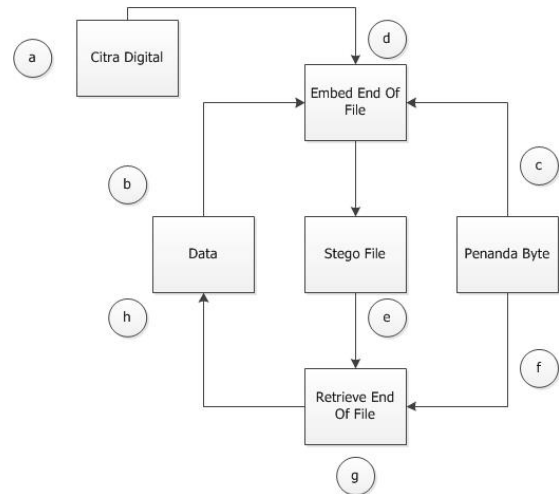 a
Citra Digital
d
Embed End Of
File
b
c
Data
Stego File
Penanda Byte
h
e
f
Retrieve End
Of File
g